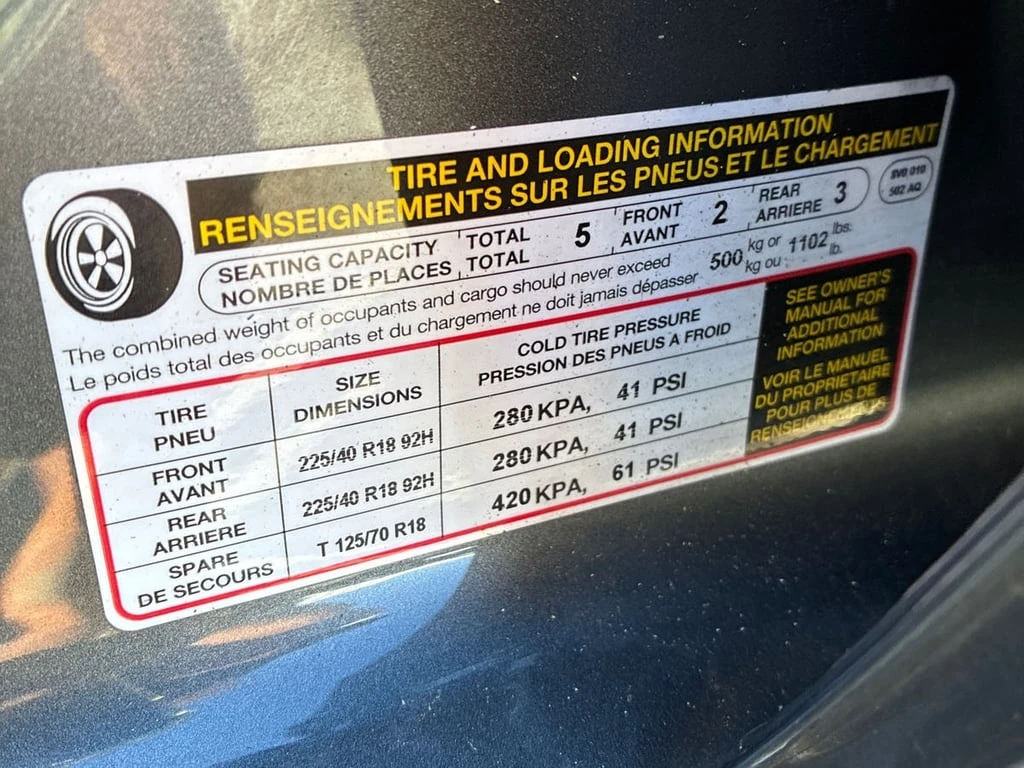 TIRE AND LOADING INFORMATION
RENSEIGNEMENTS SUR LES PNEUS ET LE CHARGEMENT
SEATING CAPACITY TOTAL 5 FRONT 2 REAR 3
NOMBRE DE PLACES TOTAL AVANT ARRIERE
8V0 010
502 AQ
The combined weight of occupants and cargo should never exceed 500 kg or 1102 lbs.
Le poids total des occupants et du chargement ne doit jamais dépasser kg ou lb.
TIRE SIZE COLD TIRE PRESSURE
PNEU DIMENSIONS PRESSION DES PNEUS A FROID
FRONT 225/40 R18 92H 280 KPA, 41 PSI
AVANT
REAR 225/40 R18 92H 280 KPA, 41 PSI
ARRIERE
SPARE T 125/70 R18 420 KPA, 61 PSI
DE SECOURS
SEE OWNER'S
MANUAL FOR
ADDITIONAL
INFORMATION
VOIR LE MANUEL
DU PROPRIETAIRE
POUR PLUS DE
RENSEIGNEMENTS